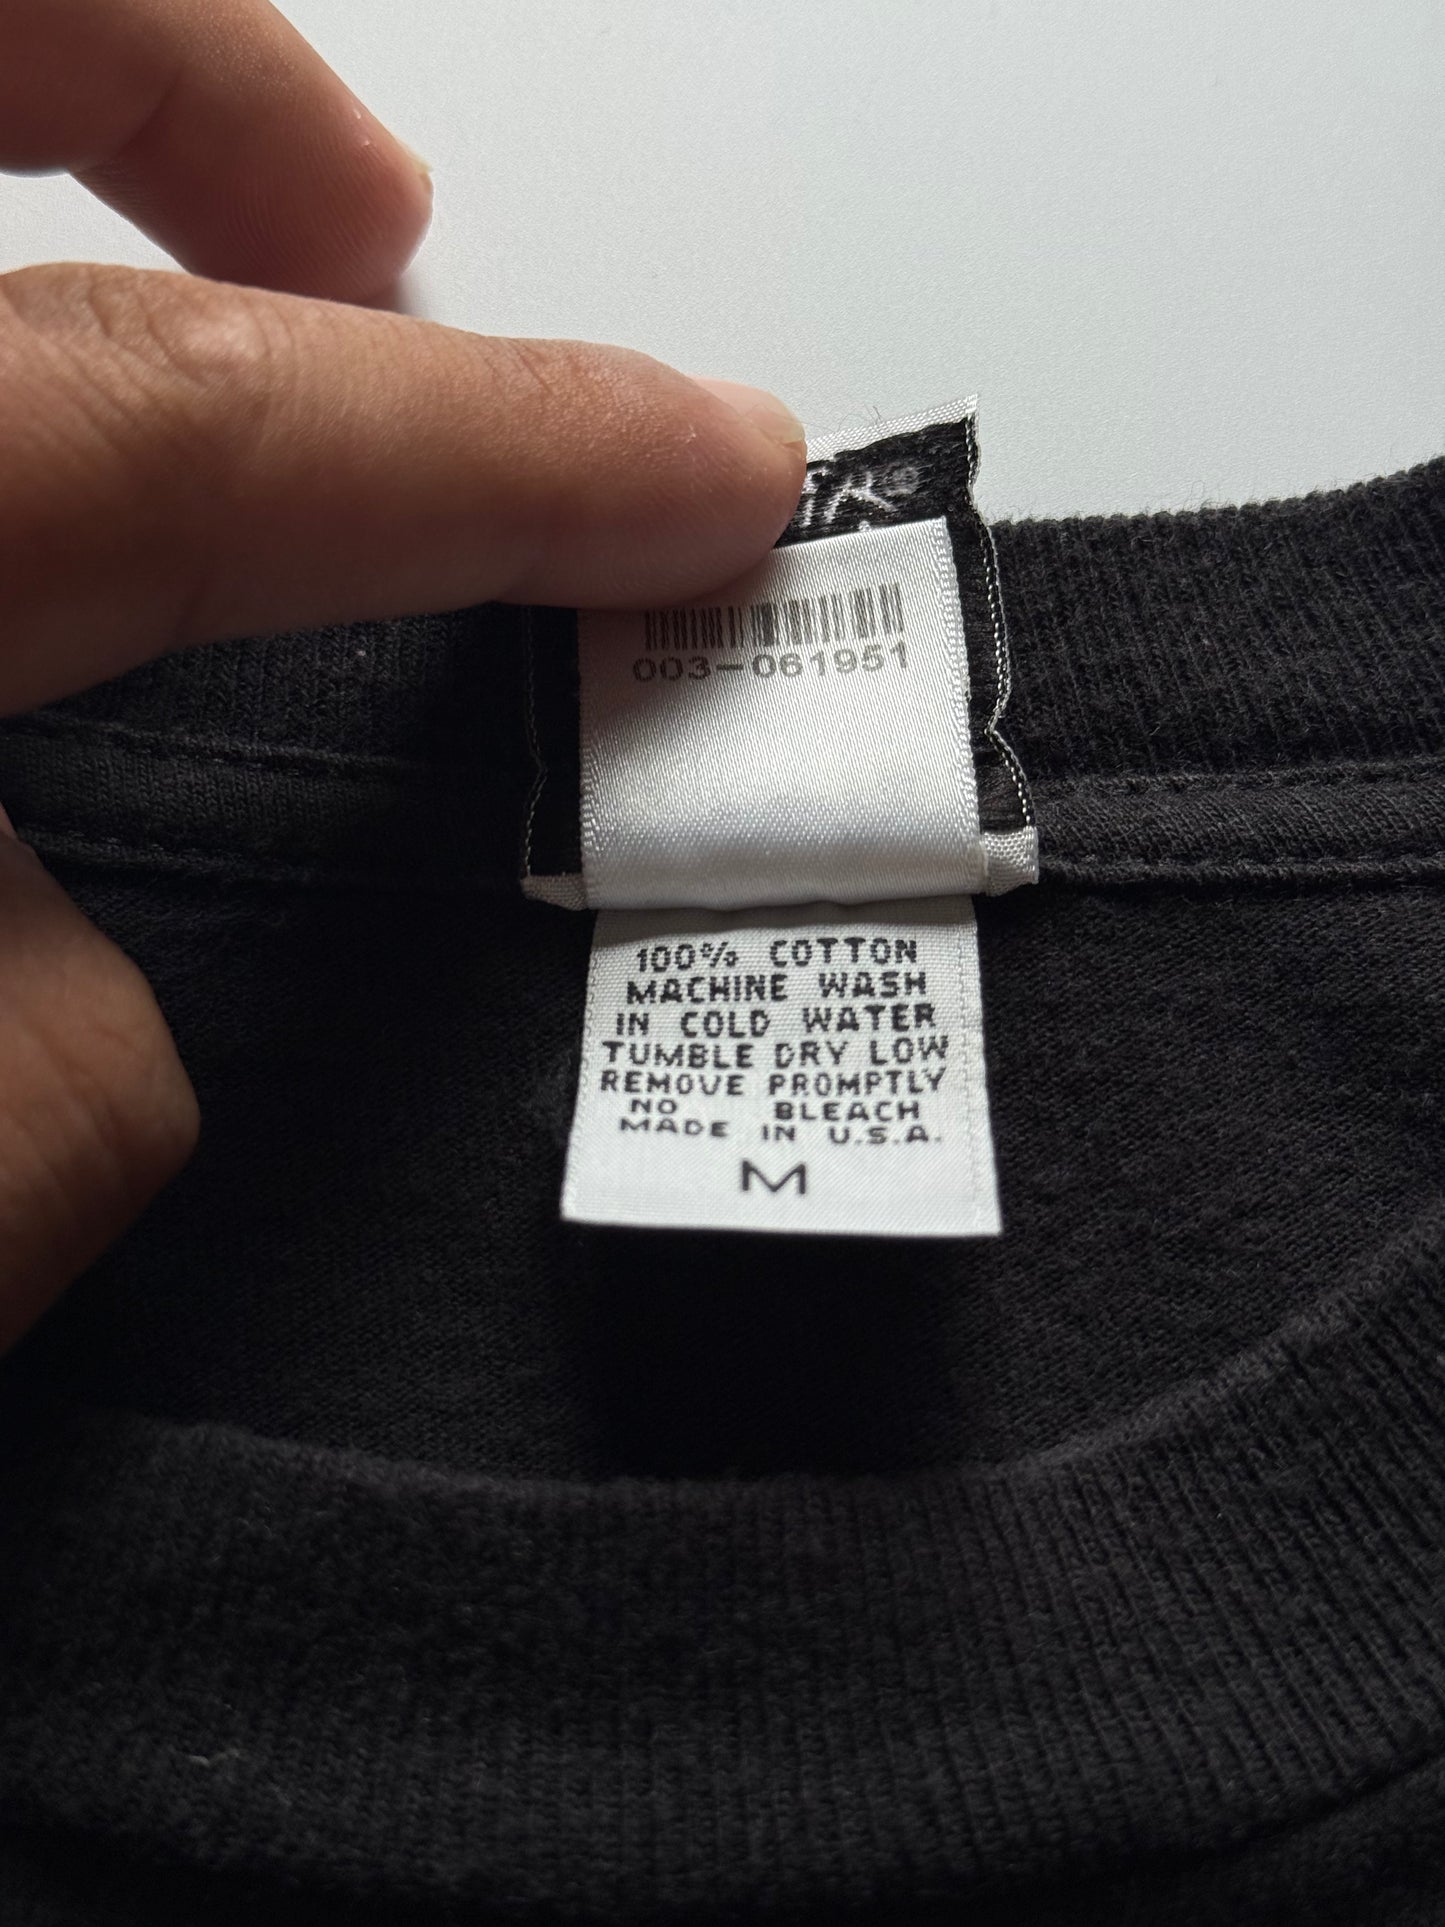 003-061951
100% COTTON
MACHINE WASH
IN COLD WATER
TUMBLE DRY LOW
REMOVE PROMPTLY
NO BLEACH
MADE IN U.S.A.
M